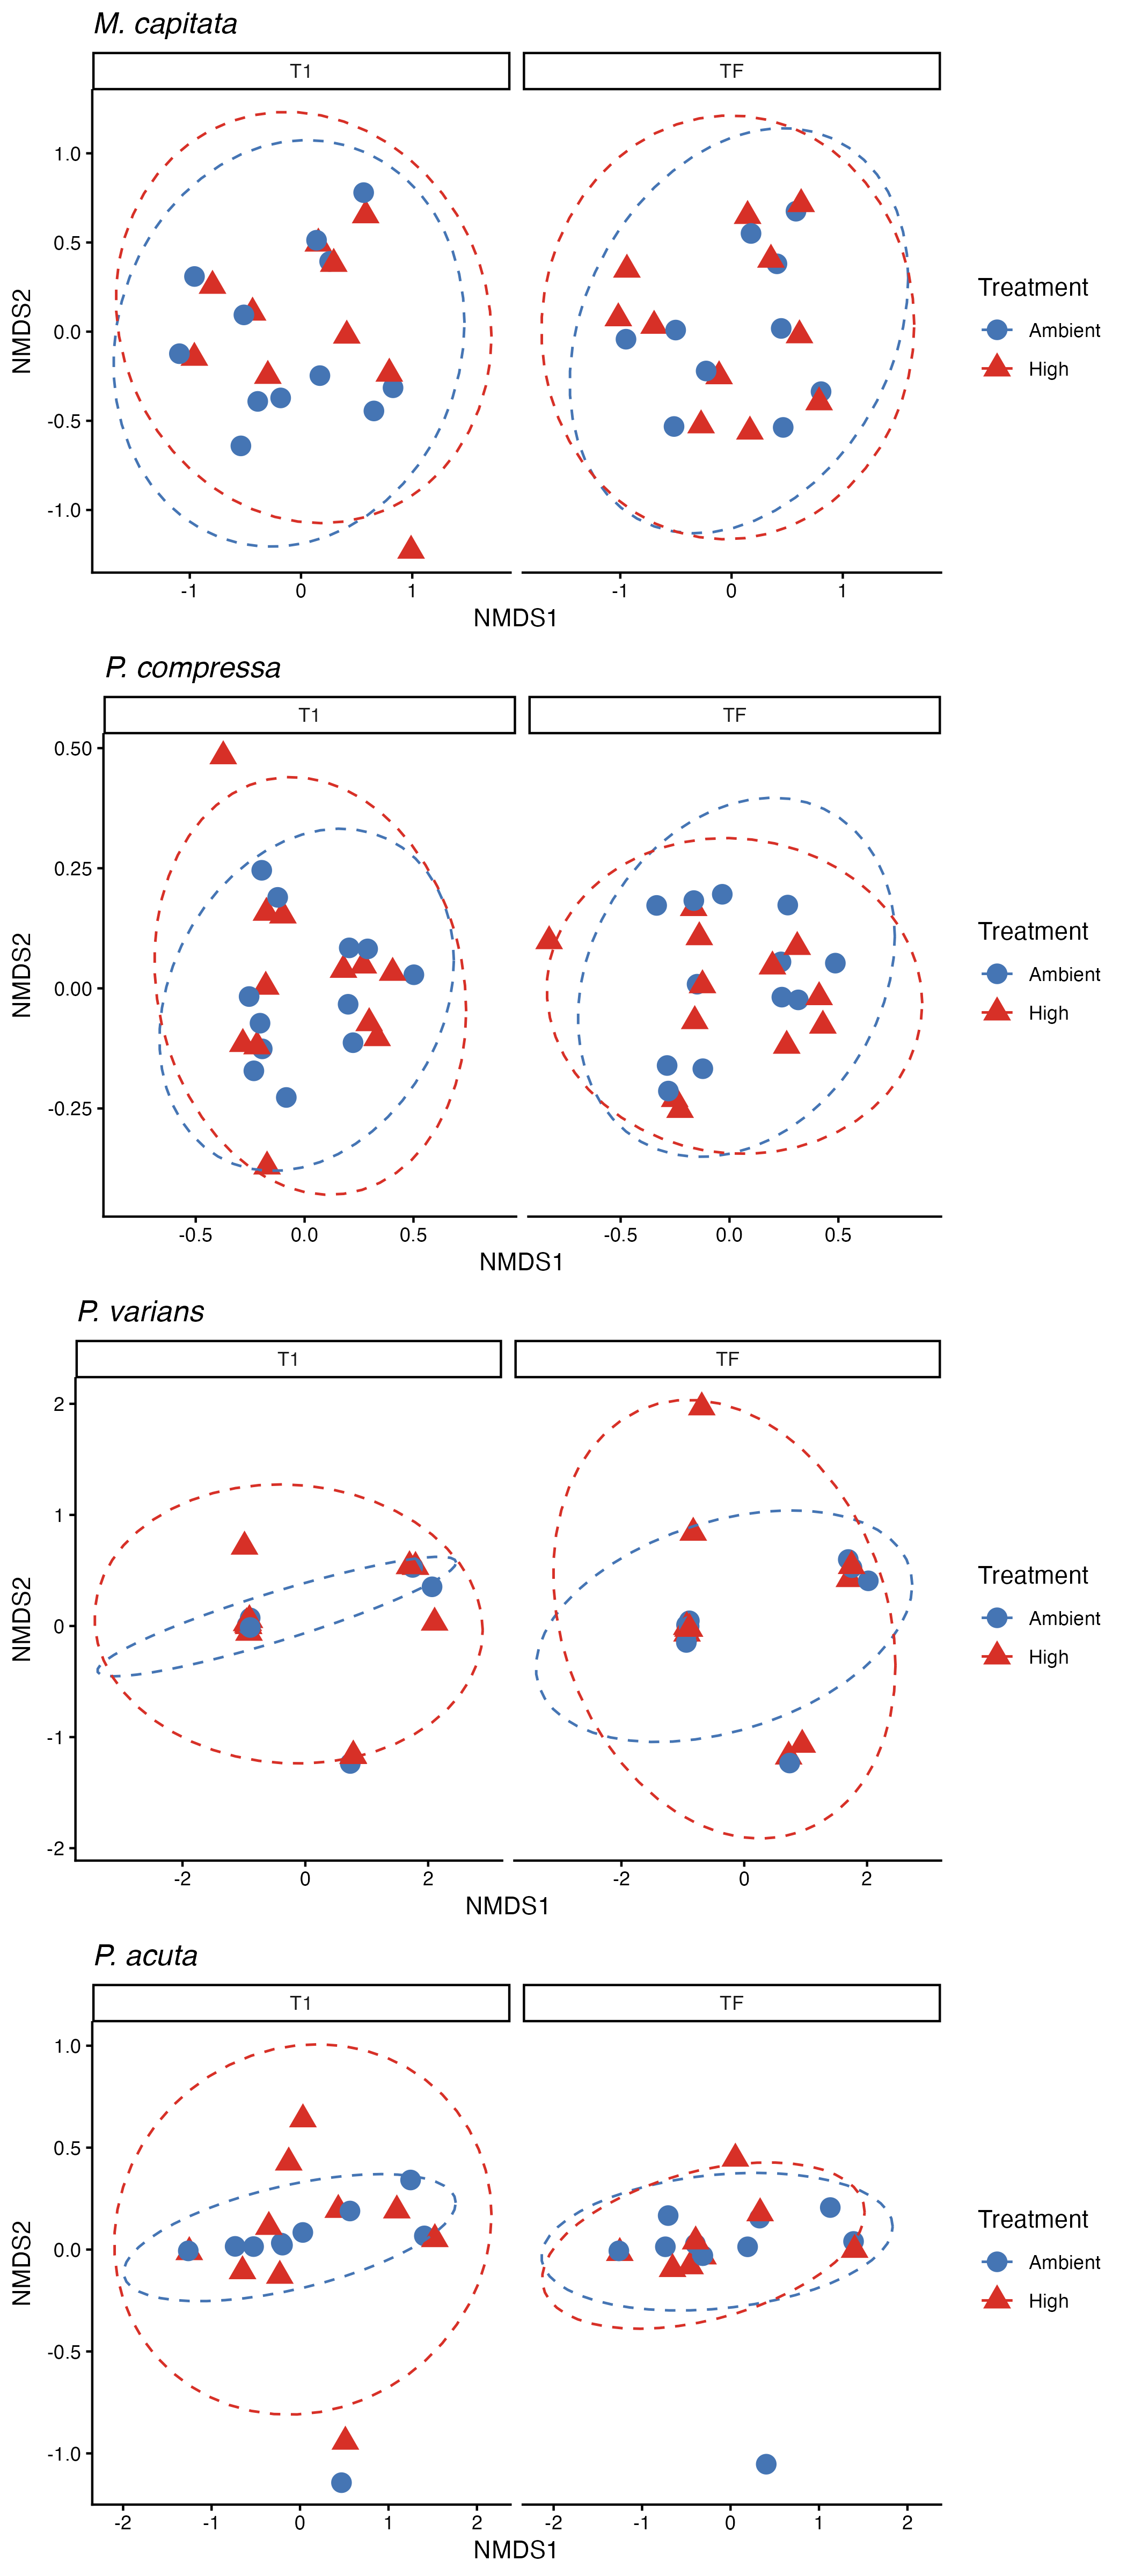 M. capitata
T1 TF
1.0
0.5
0.0
-0.5
-1.0
NMDS2
-1 0 1 -1 0 1
NMDS1
Treatment
Ambient
High
P. compressa
T1 TF
0.50
0.25
0.00
-0.25
NMDS2
-0.5 0.0 0.5 -0.5 0.0 0.5
NMDS1
Treatment
Ambient
High
P. varians
T1 TF
2
1
0
-1
-2
NMDS2
-2 0 2 -2 0 2
NMDS1
Treatment
Ambient
High
P. acuta
T1 TF
1.0
0.5
0.0
-0.5
-1.0
NMDS2
-2 -1 0 1 2 -2 -1 0 1 2
NMDS1
Treatment
Ambient
High